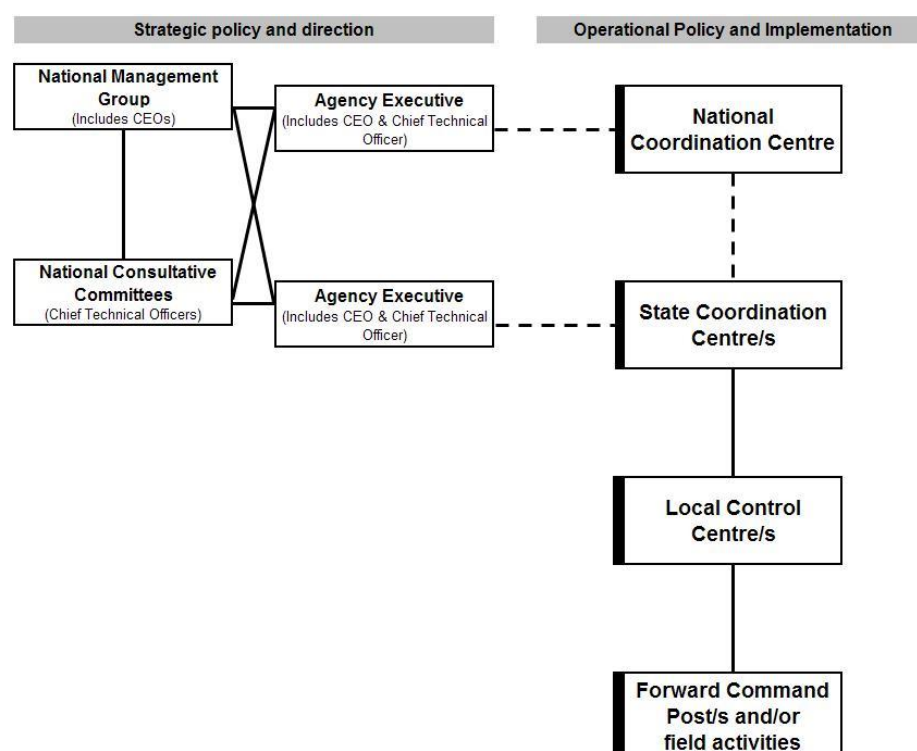 Strategic policy and direction
Operational Policy and Implementation
National Management
Group
(Includes CEOs)
Agency Executive
(Includes CEO & Chief Technical
Officer)
National
Coordination Centre
National Consultative
Committees
(Chief Technical Officers)
Agency Executive
(Includes CEO & Chief Technical
Officer)
State Coordination
Centre/s
Local Control
Centre/s
Forward Command
Post/s and/or
field activities